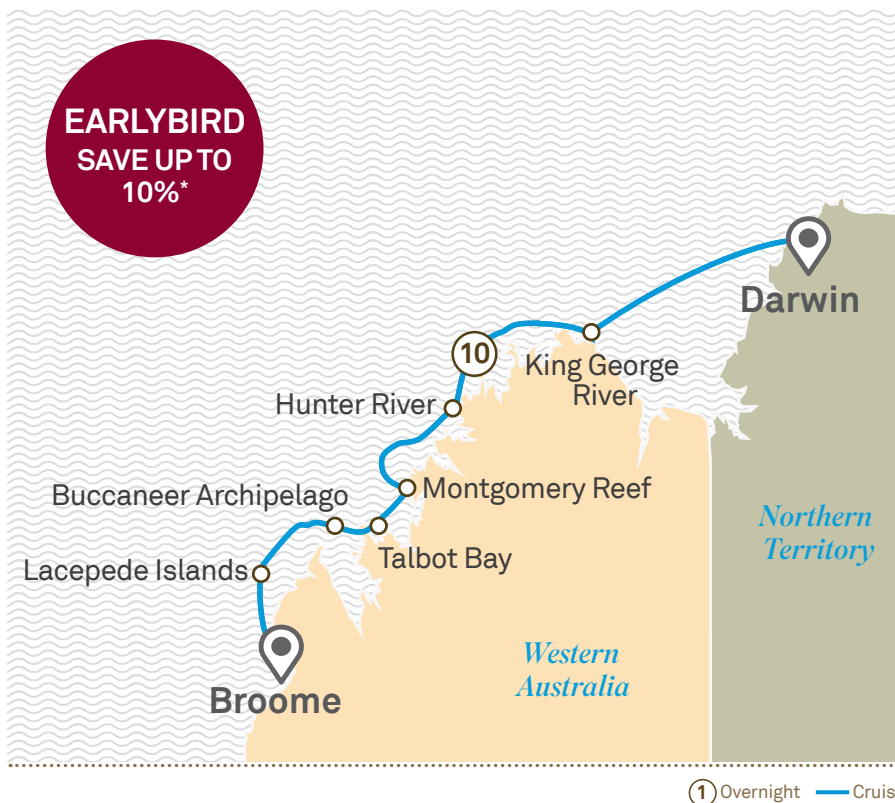 EARLYBIRD
SAVE UP TO
10%*
Darwin
10
King George
River
Hunter River
Montgomery Reef
Buccaneer Archipelago
Talbot Bay
Lacepede Islands
Northern
Territory
Western
Australia
Broome
1 Overnight Cruis